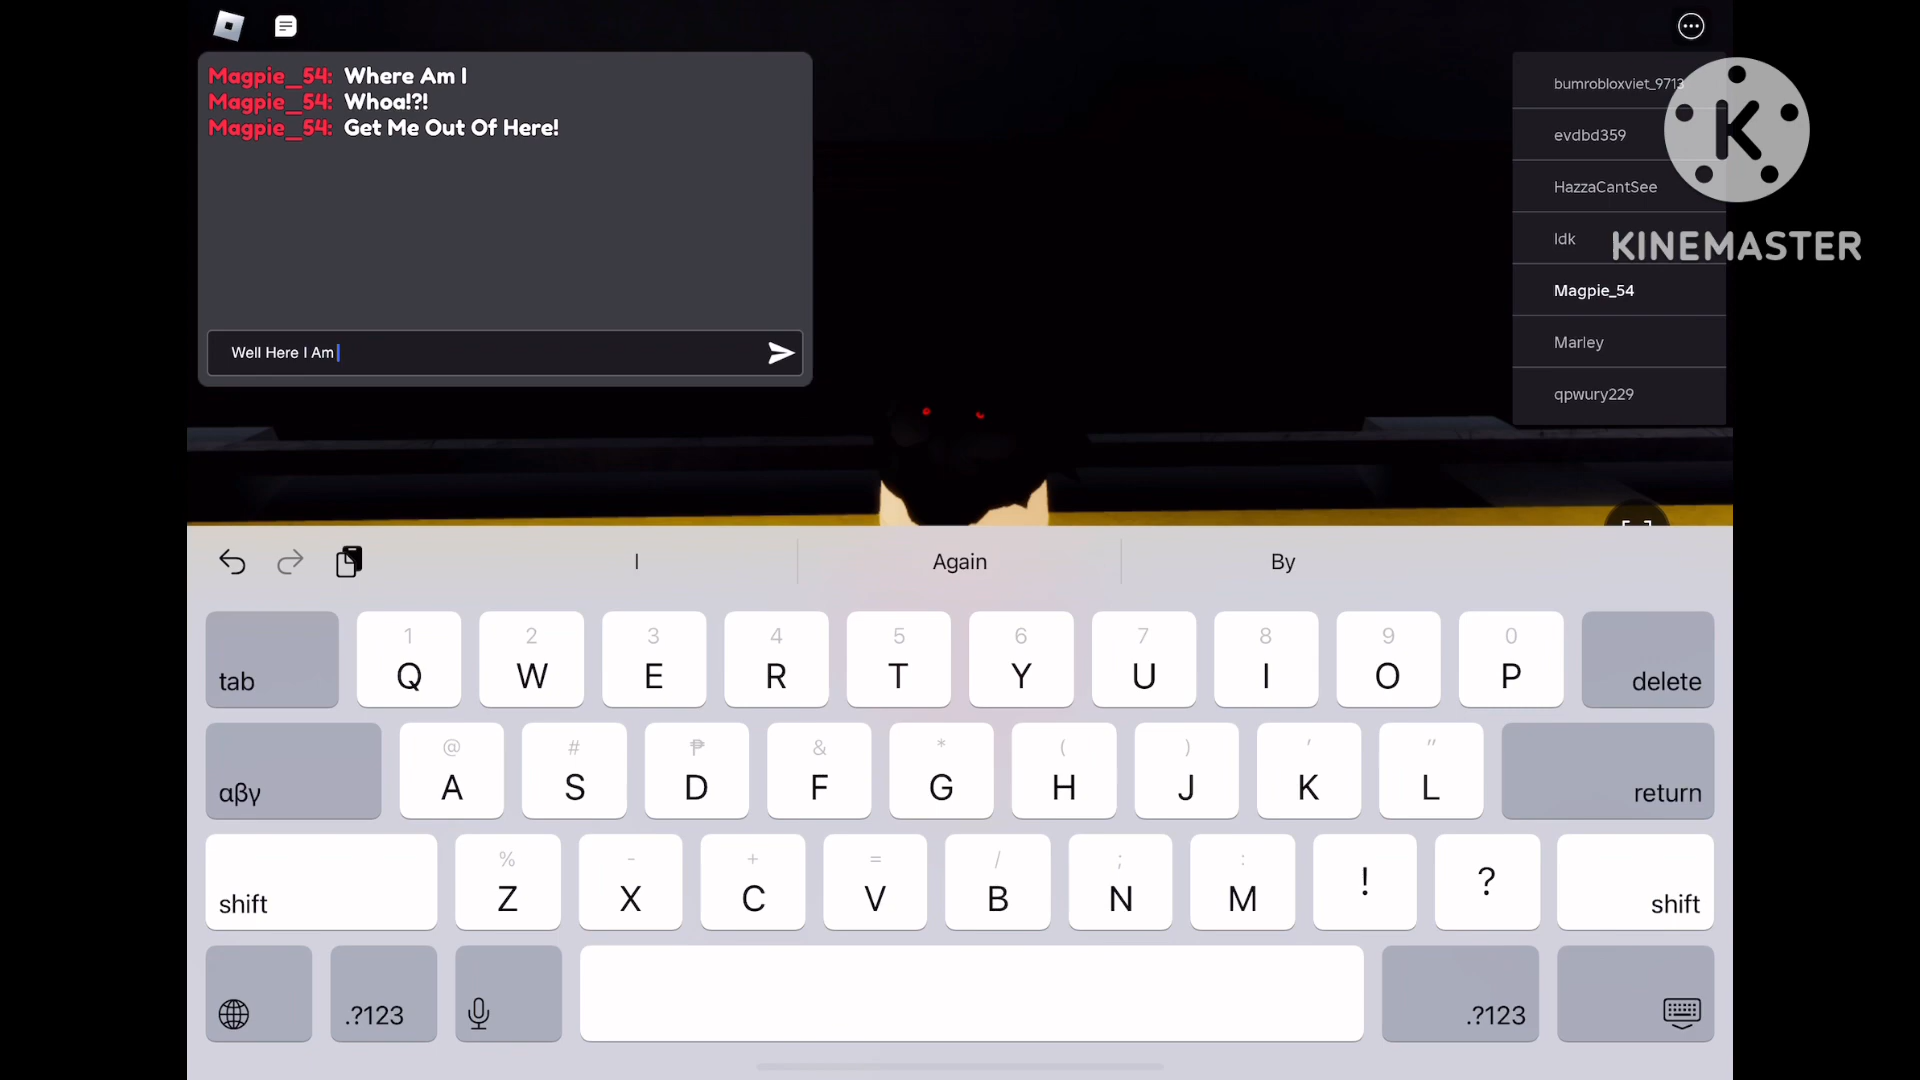 Magpie_54: Where Am I
Magpie_54: Whoa!?!
Magpie_54: Get Me Out Of Here!
Well Here I Am
bumrobloxviet_9713
evdbd359
HazzaCantSee
Idk
Magpie_54
Marley
qpwury229
K
KINEMASTER
I Again By
tab 1 Q 2 W 3 E 4 R 5 T 6 Y 7 U 8 I 9 O 0 P delete
αβγ @ A # S ₱ D & F * G ( H ) J ' K " L return
shift % Z - X + C = V / B ; N : M ! ? shift
.?123 .?123